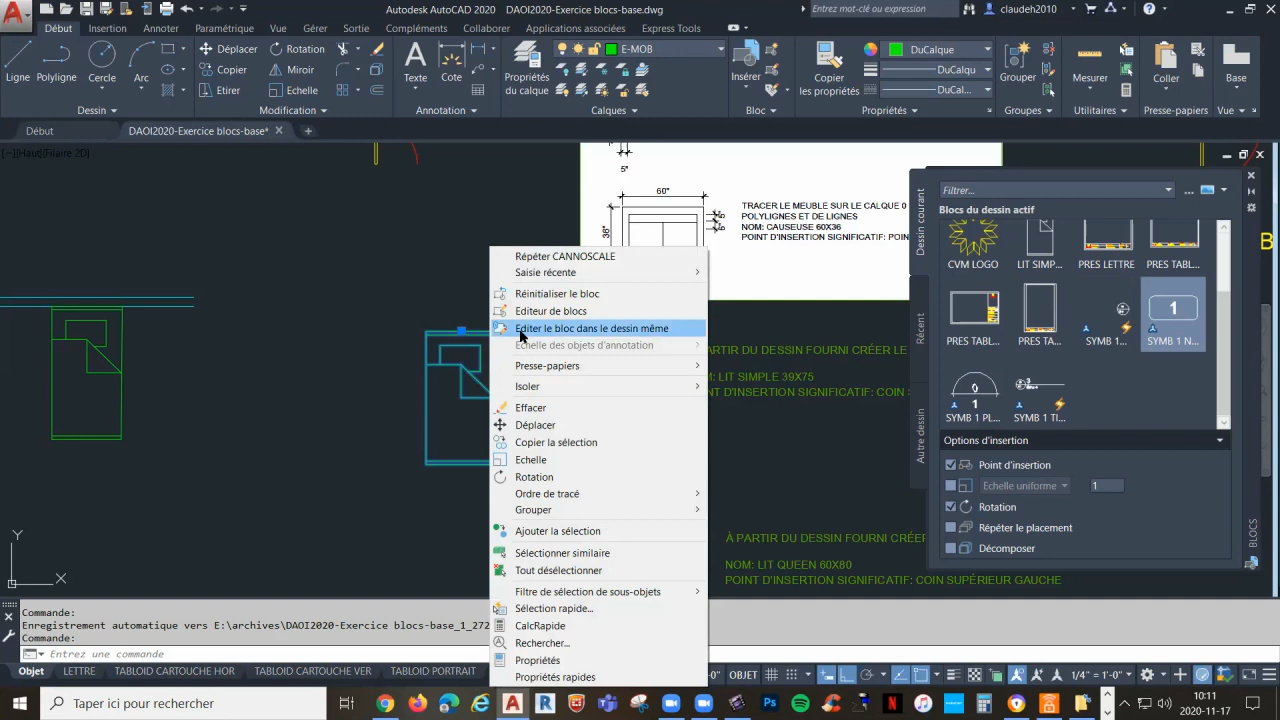 Autodesk AutoCAD 2020 DAOI2020-Exercice blocs-base.dwg
Entrez mot-clé ou expression
claudeh10
Début Insertion Annoter Paramétrique Vue Gérer Sortie Compléments Collaborer Applications associées Express Tools
Ligne Polyligne Cercle Arc
Déplacer Rotation
Copier Miroir
Etirer Echelle
Texte Cote
Propriétés du calque
E-MOB
Insérer
Copier les propriétés
DuCalque
DuCalqu
DuCal...
Grouper Mesurer Coller Base
Dessin Modification Annotation Calques Bloc Propriétés Groupes Utilitaires Presse-papiers Vue
Début DAOI2020-Exercice blocs-base*
[−][Haut][Filaire 2D]
5"
60"
36"
5"
6"
TRACER LE MEUBLE SUR LE CALQUE 0
POLYLIGNES ET DE LIGNES
NOM: CAUSEUSE 60X36
POINT D'INSERTION SIGNIFICATIF: POIN
Répéter CANNOSCALE
Saisie récente
Réinitialiser le bloc
Editeur de blocs
Editer le bloc dans le dessin même
Echelle des objets d'annotation
Presse-papiers
Isoler
Effacer
Déplacer
Copier la sélection
Echelle
Rotation
Ordre de tracé
Grouper
Ajouter la sélection
Sélectionner similaire
Tout désélectionner
Filtre de sélection de sous-objets
Sélection rapide...
CalcRapide
Rechercher...
Propriétés
Propriétés rapides
ARTIR DU DESSIN FOURNI CRÉER LE
M: LIT SIMPLE 39X75
NT D'INSERTION SIGNIFICATIF: COIN S
À PARTIR DU DESSIN FOURNI CRÉER
NOM: LIT QUEEN 60X80
POINT D'INSERTION SIGNIFICATIF: COIN SUPÈRIEUR GAUCHE
B
Filtrer...
Blocs du dessin actif
Dessin courant
Récent
Autre dessin
BLOCS
CVM LOGO LIT SIMP... PRES LETTRE PRES TABL...
PRES TABL... PRES TA... SYMB 1... SYMB 1 N...
1
1
SYMB 1 PL... SYMB 1 TI...
Options d'insertion
Point d'insertion
Echelle uniforme 1
Rotation
Répéter le placement
Décomposer
Y
X
Commande:
Enregistrement automatique vers E:\archives\DAOI2020-Exercice blocs-base_1_272
Commande:
Entrez une commande
Objet LETTRE TABLOID CARTOUCHE HOR TABLOID CARTOUCHE VER TABLOID PORTRAIT
OBJET
1/4" = 1'-0"
Taper ici pour rechercher
10:11
2020-11-17